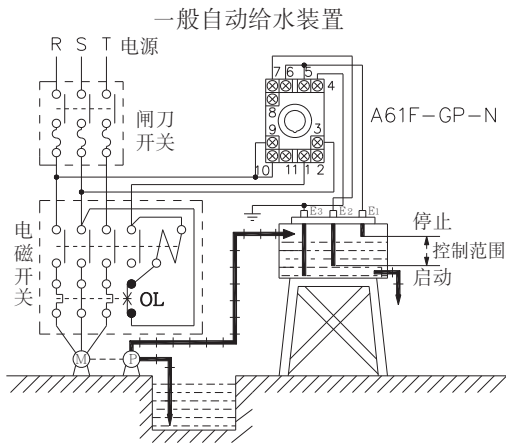 一般自动给水装置
R S T 电源
7 6 5 4
8
A61F-GP-N
闸刀
开关
9 3
10 11 1 2
E3 E2 E1
停止
控制范围
启动
电
磁
开
关
OL
M P